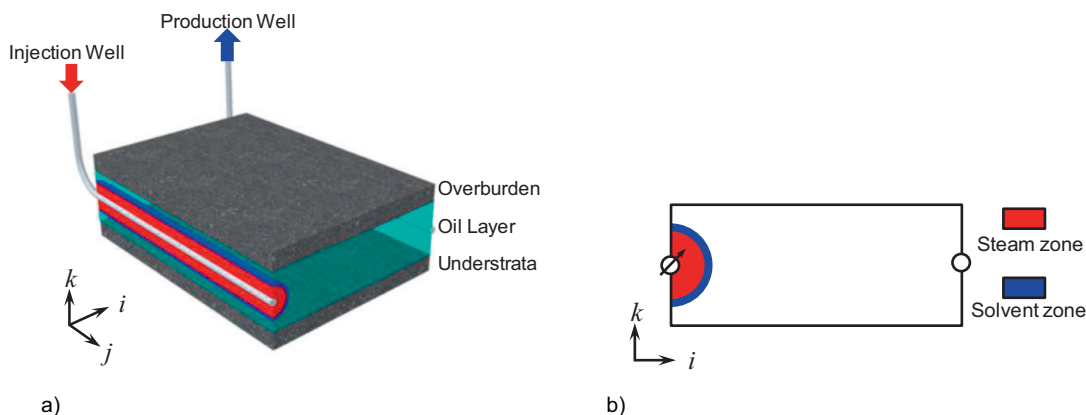 Production Well
Injection Well
Overburden
Oil Layer
Understrata
k
i
j
a)
Steam zone
Solvent zone
k
i
b)